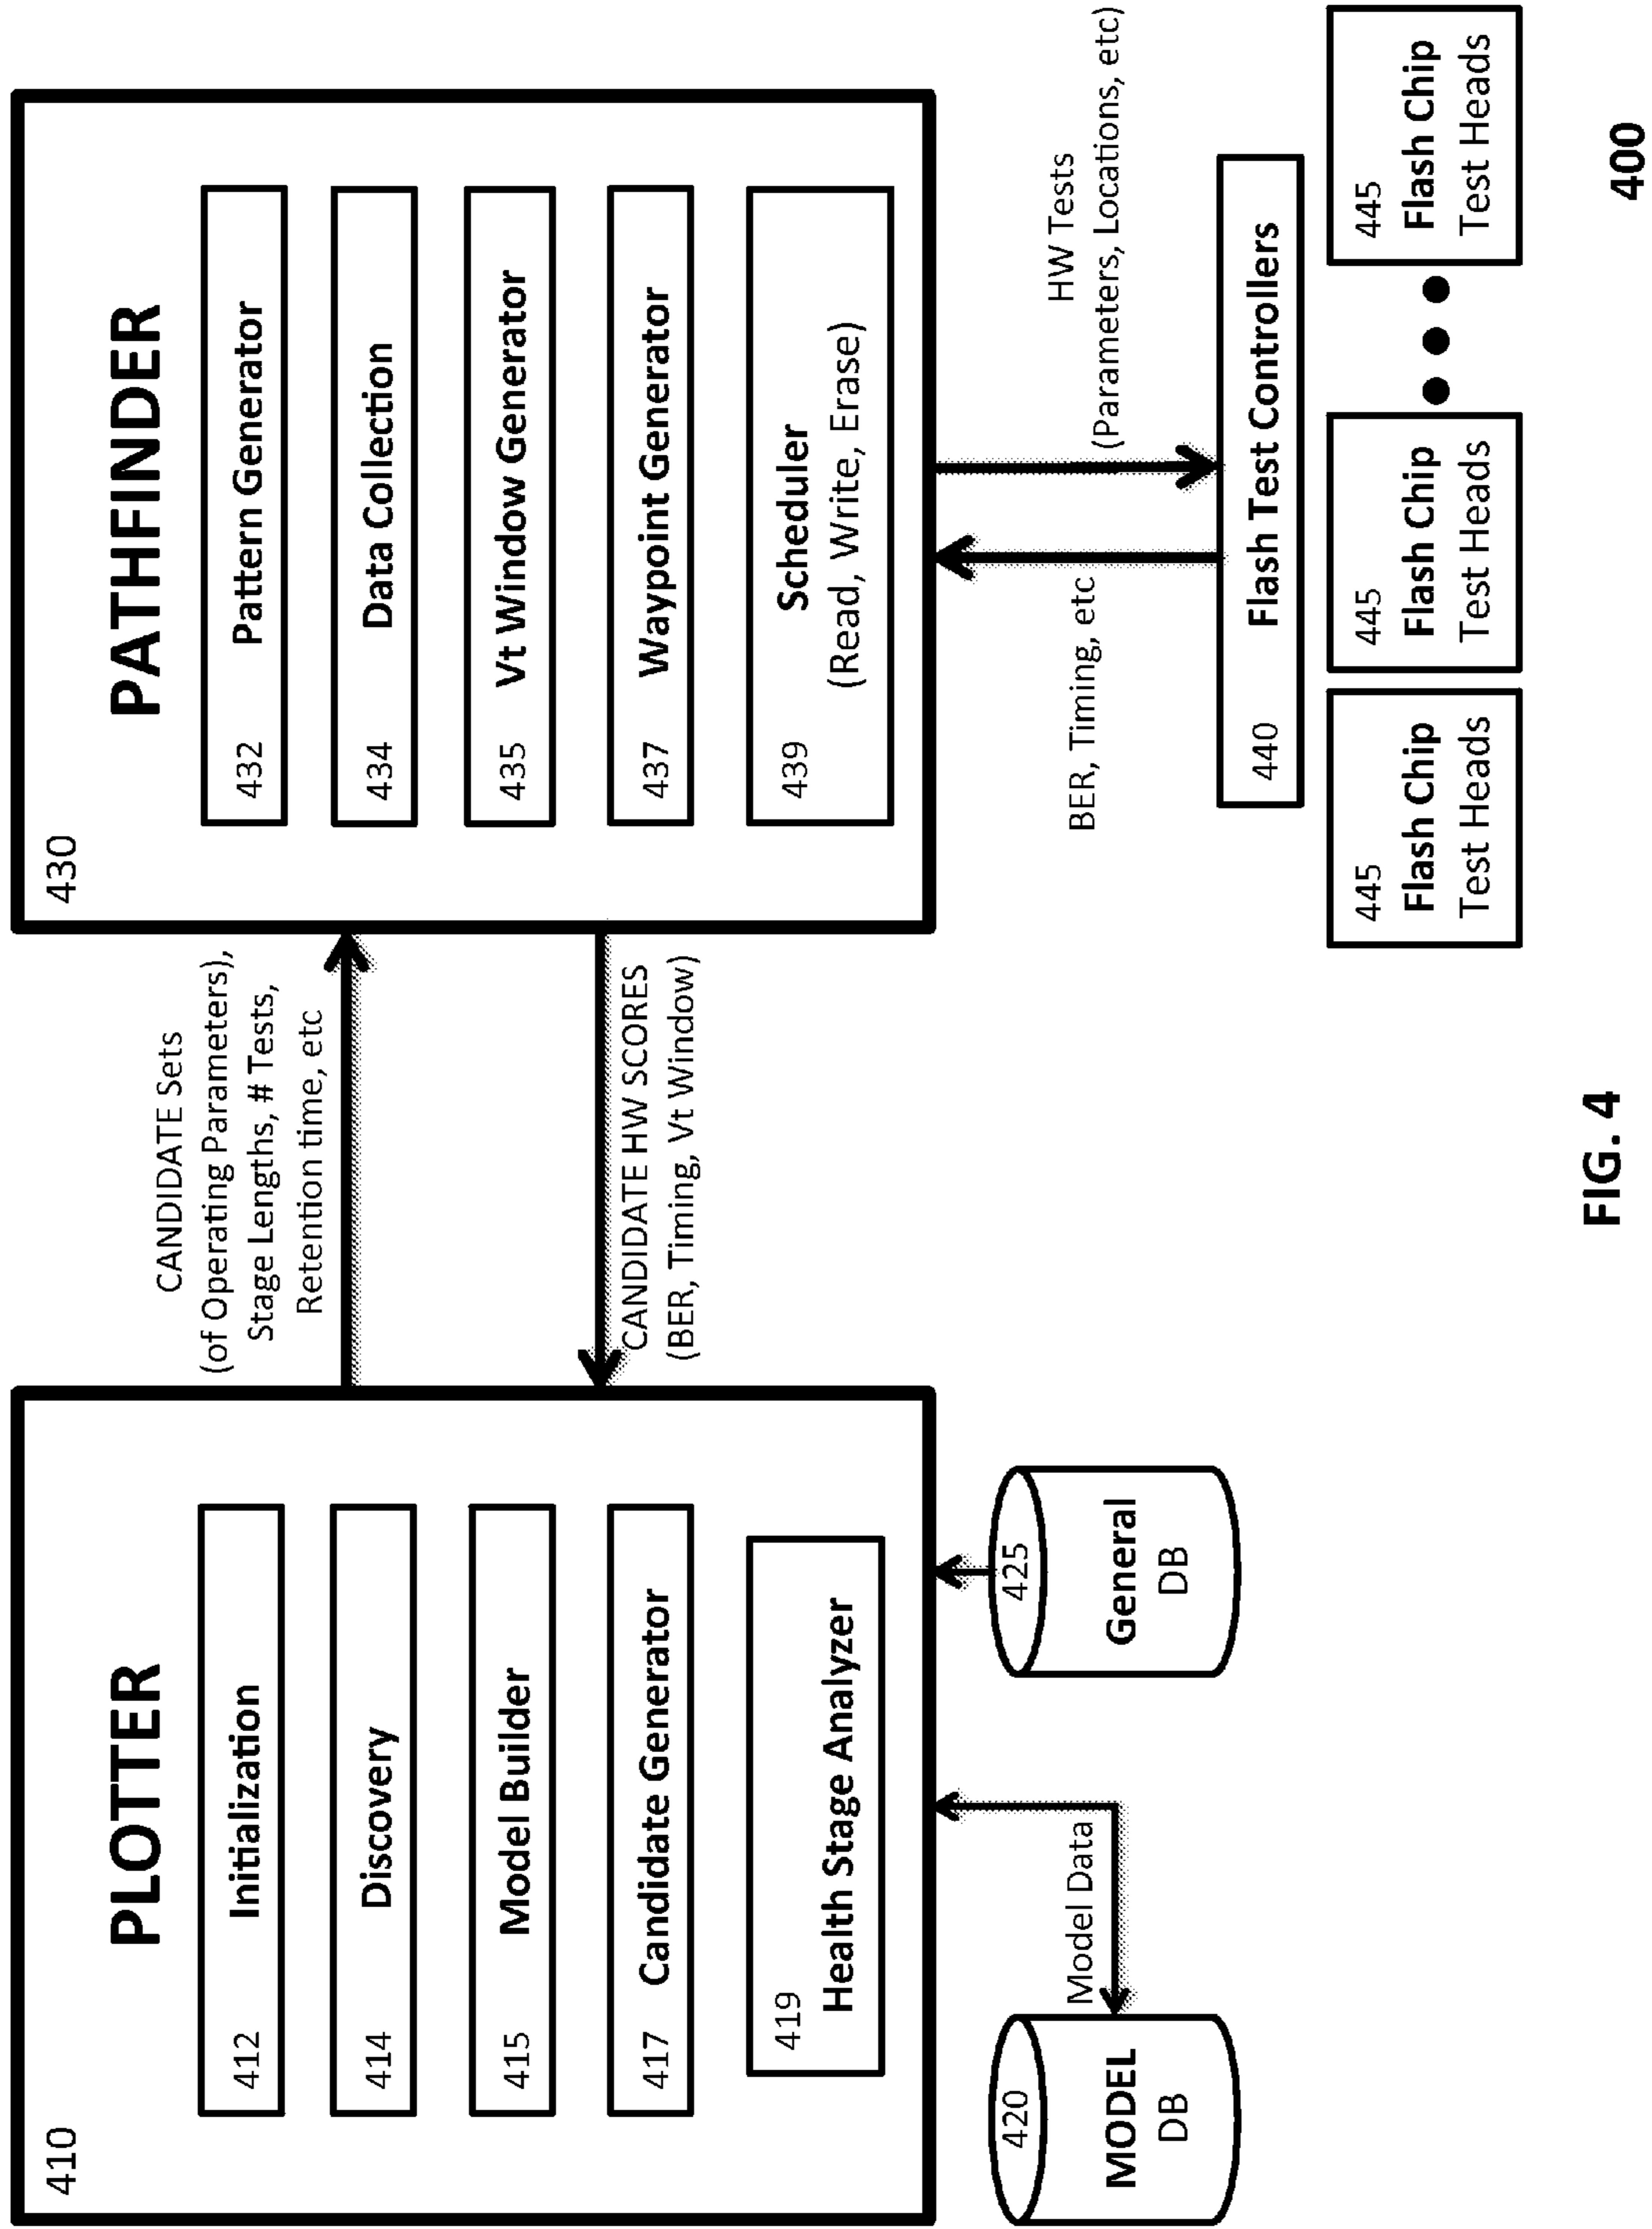 410
PLOTTER
412 Initialization
414 Discovery
415 Model Builder
417 Candidate Generator
419
Health Stage Analyzer
420
MODEL
DB
Model Data
425
General
DB
CANDIDATE Sets
(of Operating Parameters),
Stage Lengths, # Tests,
Retention time, etc
CANDIDATE HW SCORES
(BER, Timing, Vt Window)
430
PATHFINDER
432 Pattern Generator
434 Data Collection
435 Vt Window Generator
437 Waypoint Generator
439 Scheduler
(Read, Write, Erase)
BER, Timing, etc
HW Tests
(Parameters, Locations, etc)
440 Flash Test Controllers
445
Flash Chip
Test Heads
445
Flash Chip
Test Heads
445
Flash Chip
Test Heads
400
FIG. 4